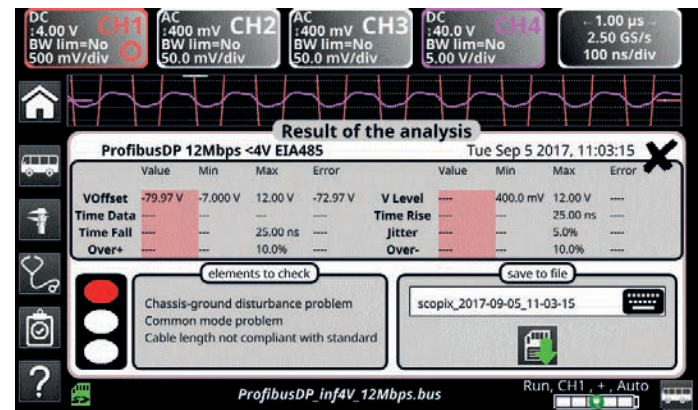 DC
:4.00 V CH1
BW lim=No
500 mV/div
AC
:400 mV CH2
BW lim=No
50.0 mV/div
AC
:400 mV CH3
BW lim=No
50.0 mV/div
DC
:40.0 V CH4
BW lim=No
5.00 V/div
1.00 µs
2.50 GS/s
100 ns/div
Result of the analysis
ProfibusDP 12Mbps <4V EIA485 Tue Sep 5 2017, 11:03:15
Value Min Max Error Value Min Max Error
VOffset -79.97 V -7.000 V 12.00 V -72.97 V V Level ---- 400.0 mV 12.00 V ----
Time Data ---- ---- --- ---- Time Rise ---- 25.00 ns ----
Time Fall ---- 25.00 ns ---- Jitter ---- 5.0% ----
Over+ ---- 10.0% ---- Over- ---- 10.0% ----
elements to check
Chassis-ground disturbance problem
Common mode problem
Cable length not compliant with standard
save to file
scopix_2017-09-05_11-03-15
?
ProfibusDP_inf4V_12Mbps.bus
Run, CH1 , + , Auto